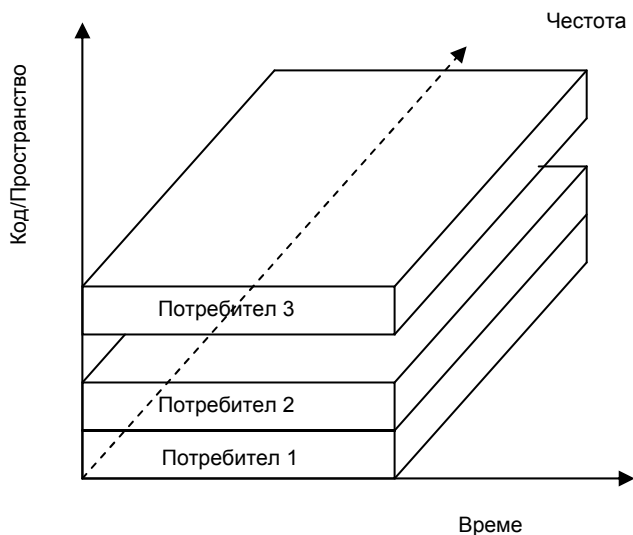 Честота
Код/Пространство
Потребител 3
Потребител 2
Потребител 1
Време